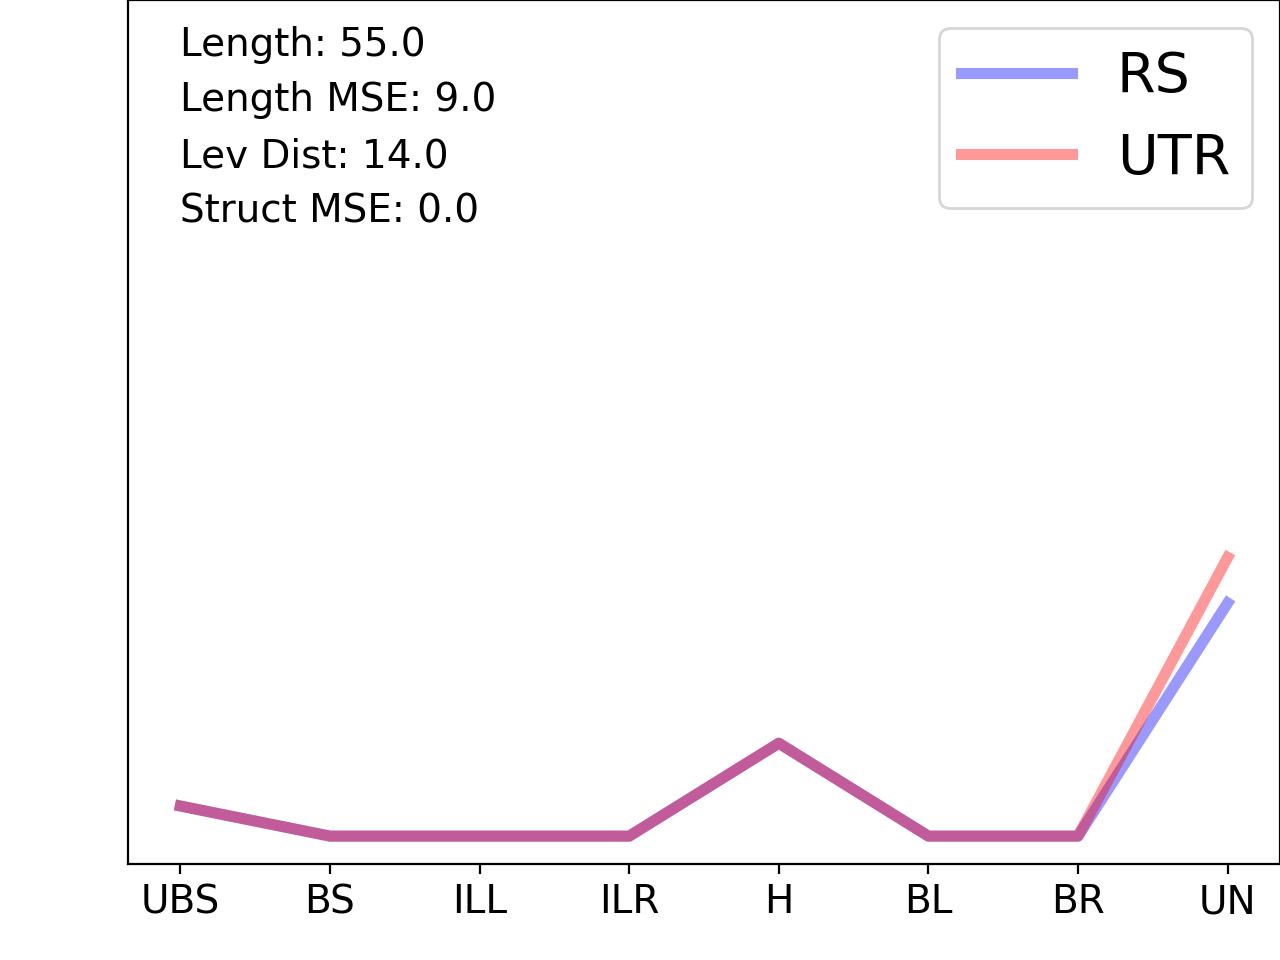 Length: 55.0
Length MSE: 9.0
Lev Dist: 14.0
Struct MSE: 0.0
RS
UTR
UBS BS ILL ILR H BL BR UN